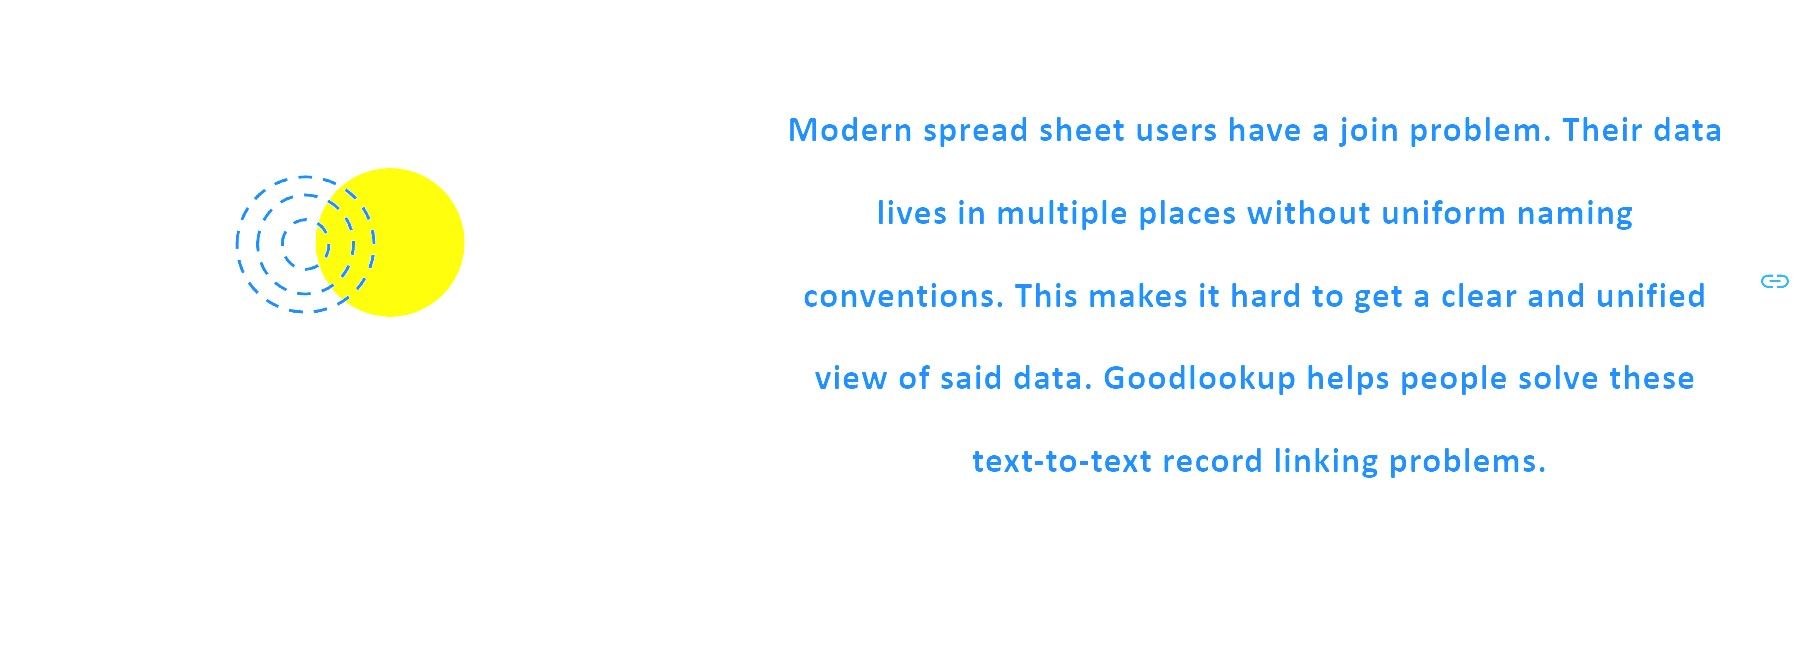 Modern spread sheet users have a join problem. Their data
lives in multiple places without uniform naming
conventions. This makes it hard to get a clear and unified
view of said data. Goodlookup helps people solve these
text-to-text record linking problems.